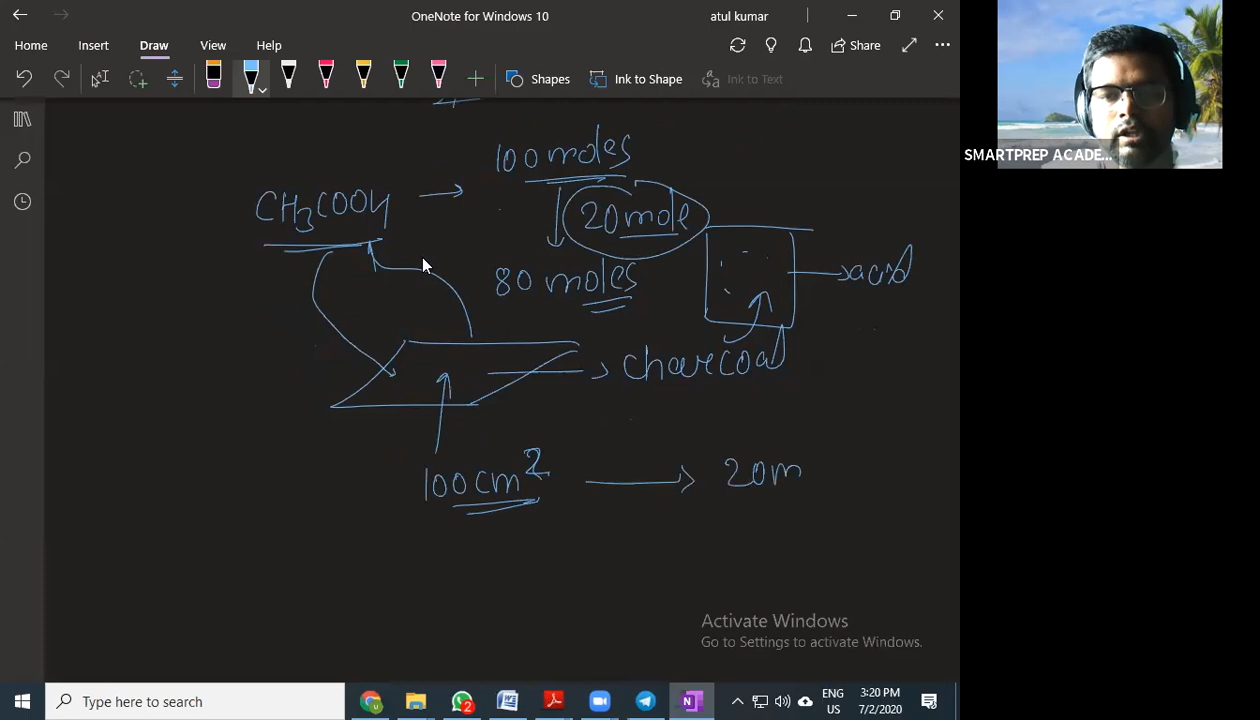 OneNote for Windows 10
atul kumar
Home Insert Draw View Help
Share
Shapes Ink to Shape Ink to Text
100 moles
CH3COOH
20 mole
SMARTPREP ACADE...
80 moles
acid
charcoal
100 cm2 20m
Activate Windows
Go to Settings to activate Windows.
Type here to search
2
ENG
US
3:20 PM
7/2/2020